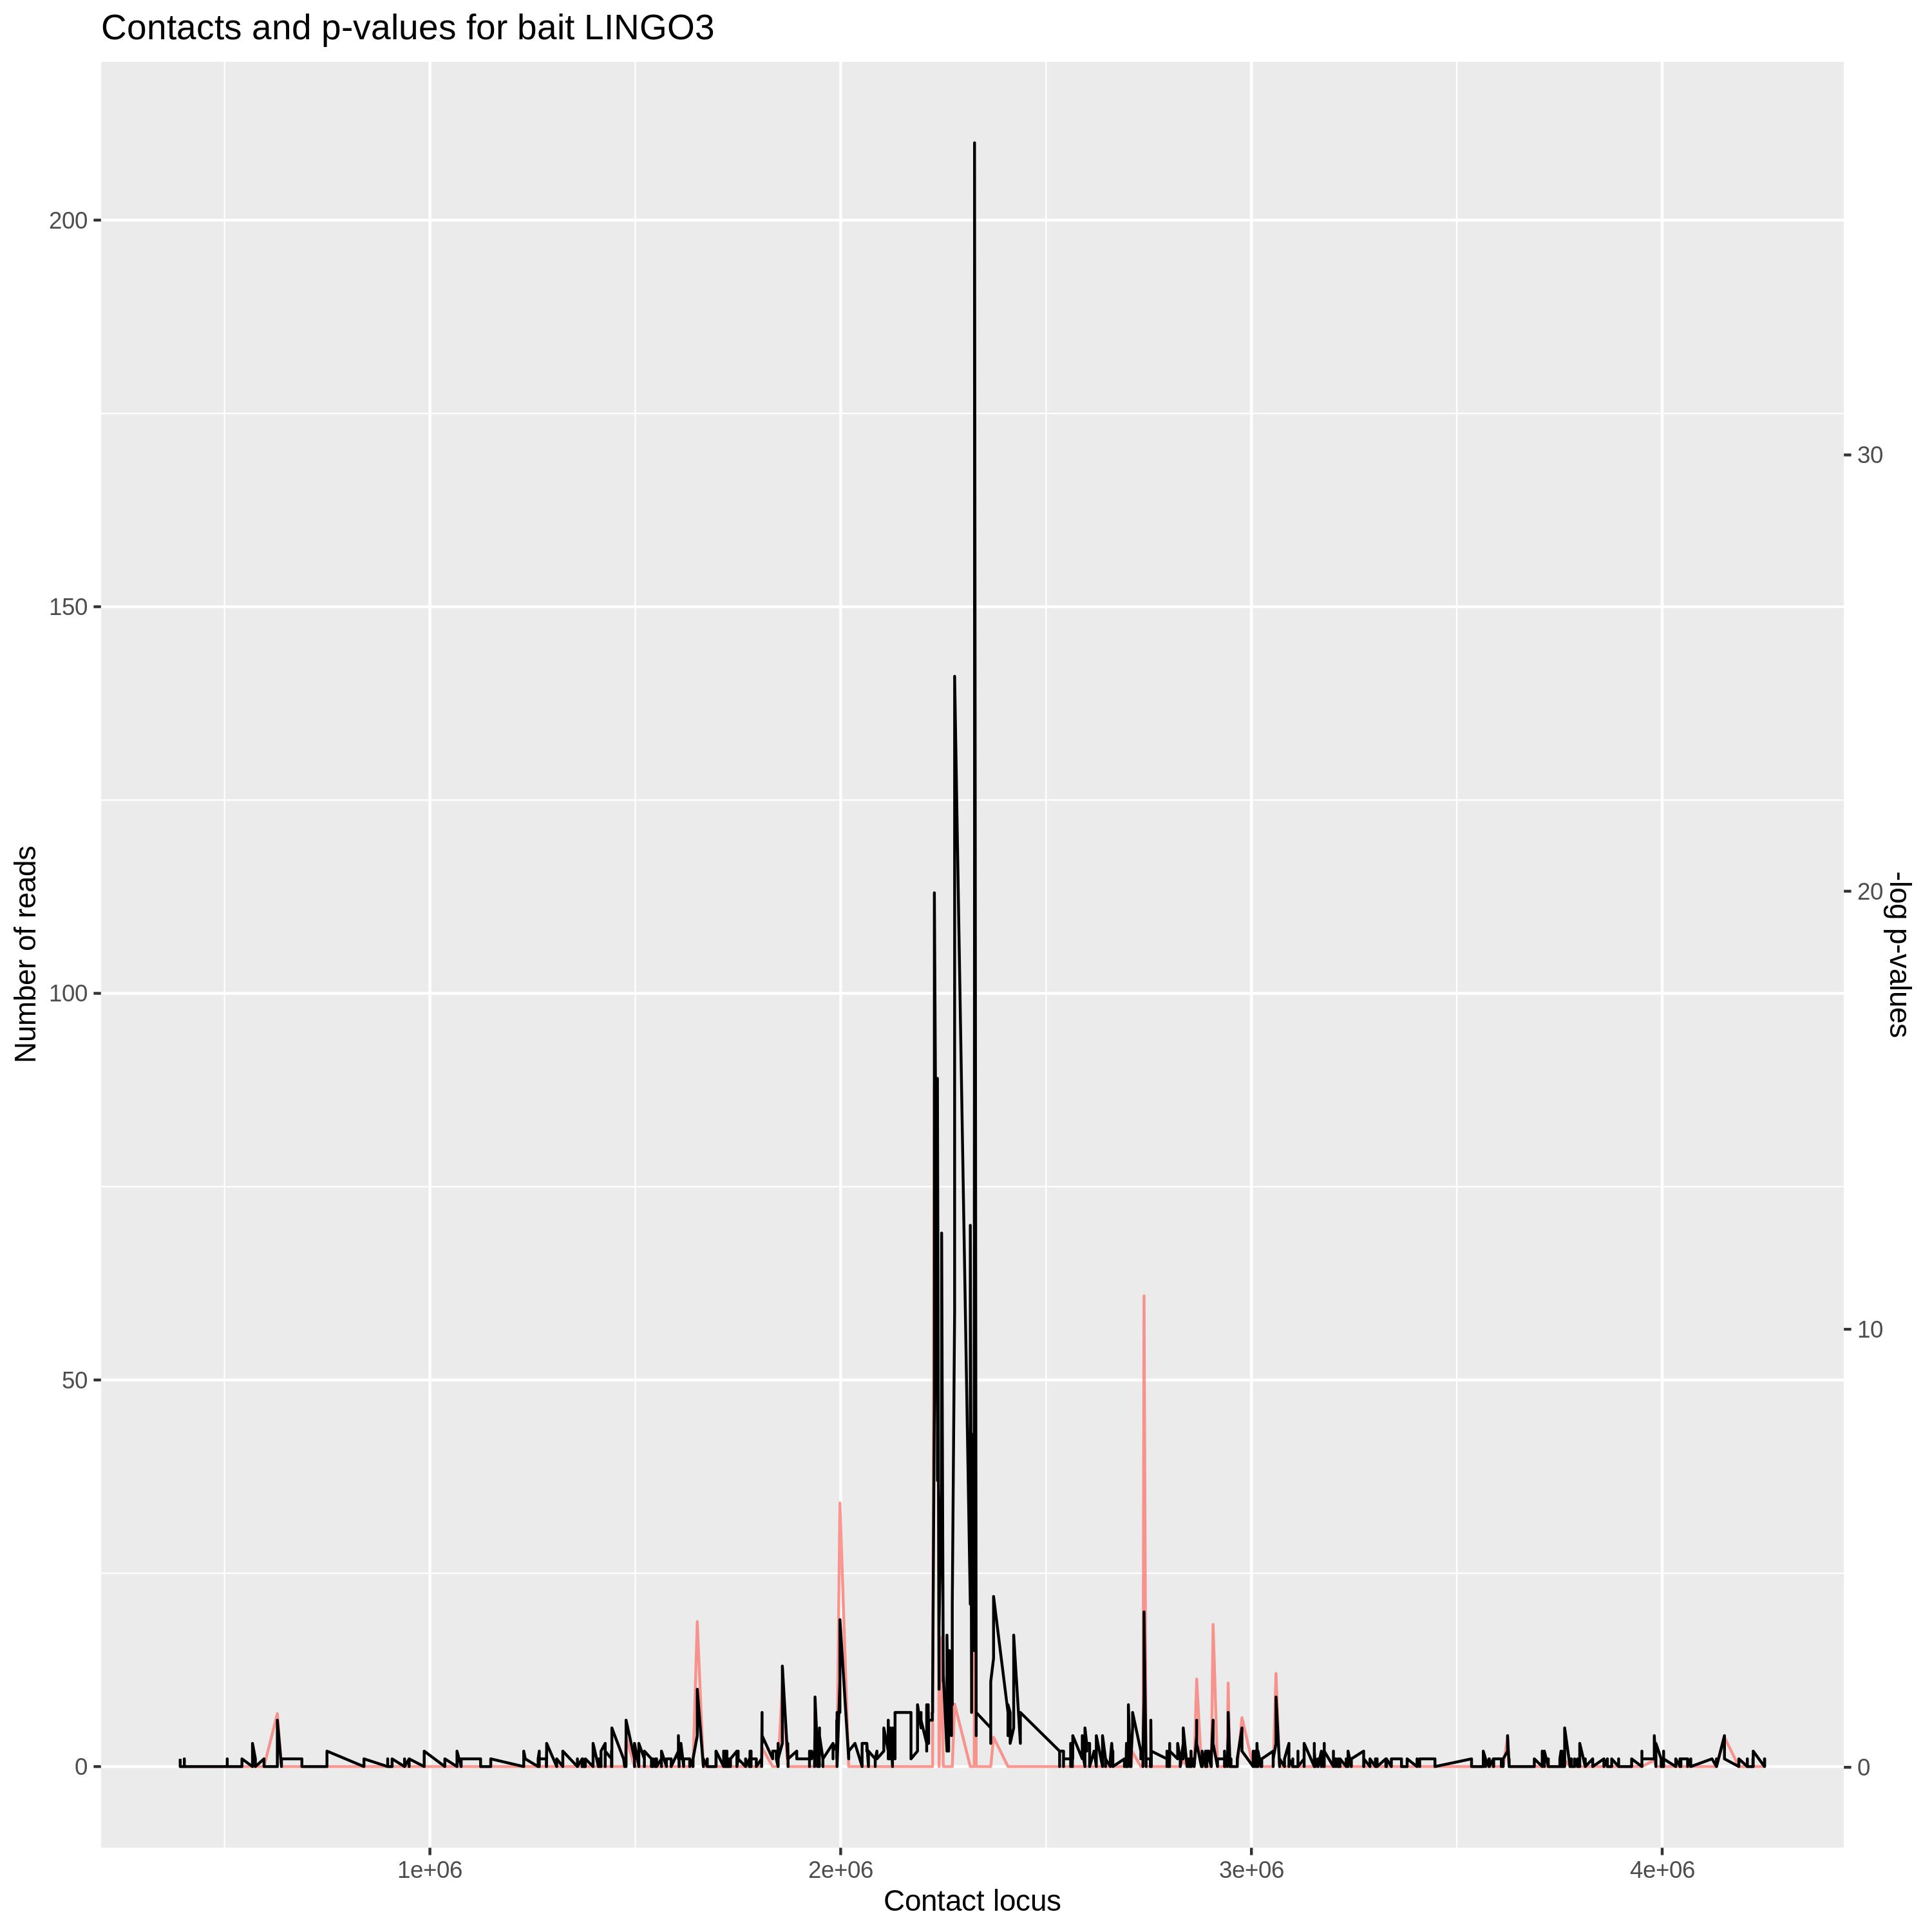 Contacts and p-values for bait LINGO3
200
150
100
50
0
30
20
10
0
Number of reads
-log p-values
1e+06
2e+06
3e+06
4e+06
Contact locus